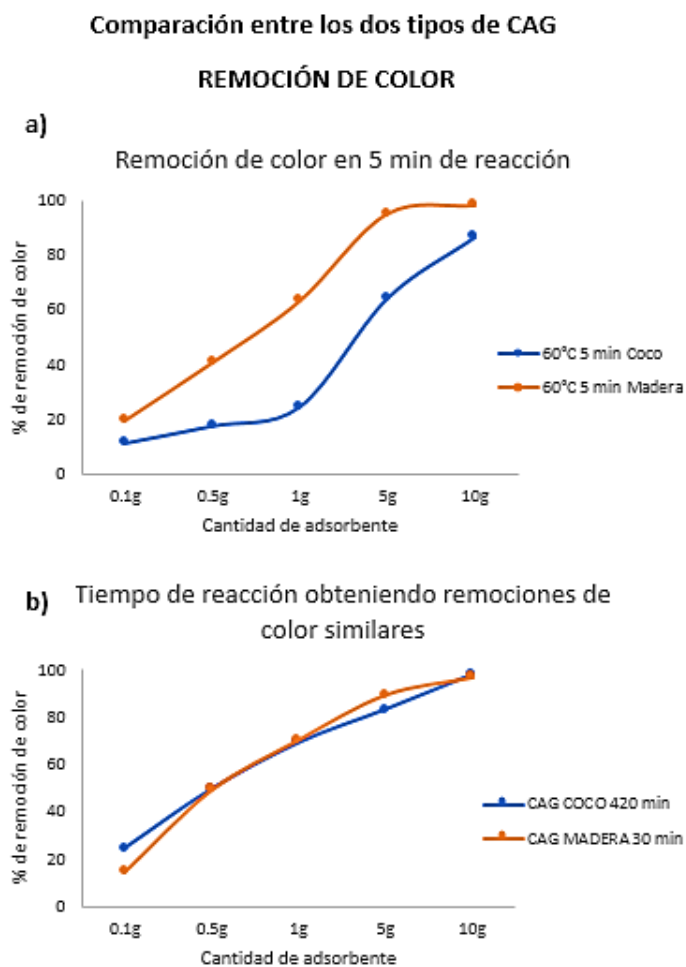 Comparación entre los dos tipos de CAG
REMOCIÓN DE COLOR
a)
Remoción de color en 5 min de reacción
% de remoción de color
100
80
60
40
20
0
0.1g 0.5g 1g 5g 10g
Cantidad de adsorbente
60°C 5 min Coco
60°C 5 min Madera
b)
Tiempo de reacción obteniendo remociones de
color similares
% de remoción de color
100
80
60
40
20
0
0.1g 0.5g 1g 5g 10g
Cantidad de adsorbente
CAG COCO 420 min
CAG MADERA 30 min